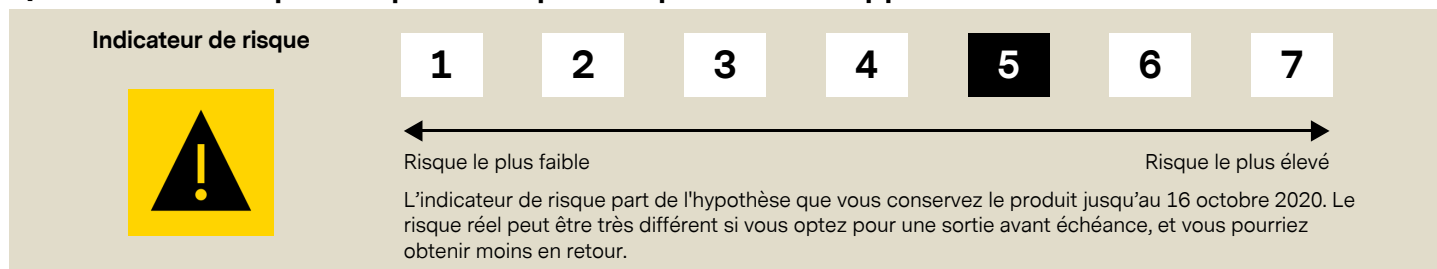 Indicateur de risque
1 2 3 4 5 6 7
Risque le plus faible Risque le plus élevé
L'indicateur de risque part de l'hypothèse que vous conservez le produit jusqu'au 16 octobre 2020. Le
risque réel peut être très différent si vous optez pour une sortie avant échéance, et vous pourriez
obtenir moins en retour.